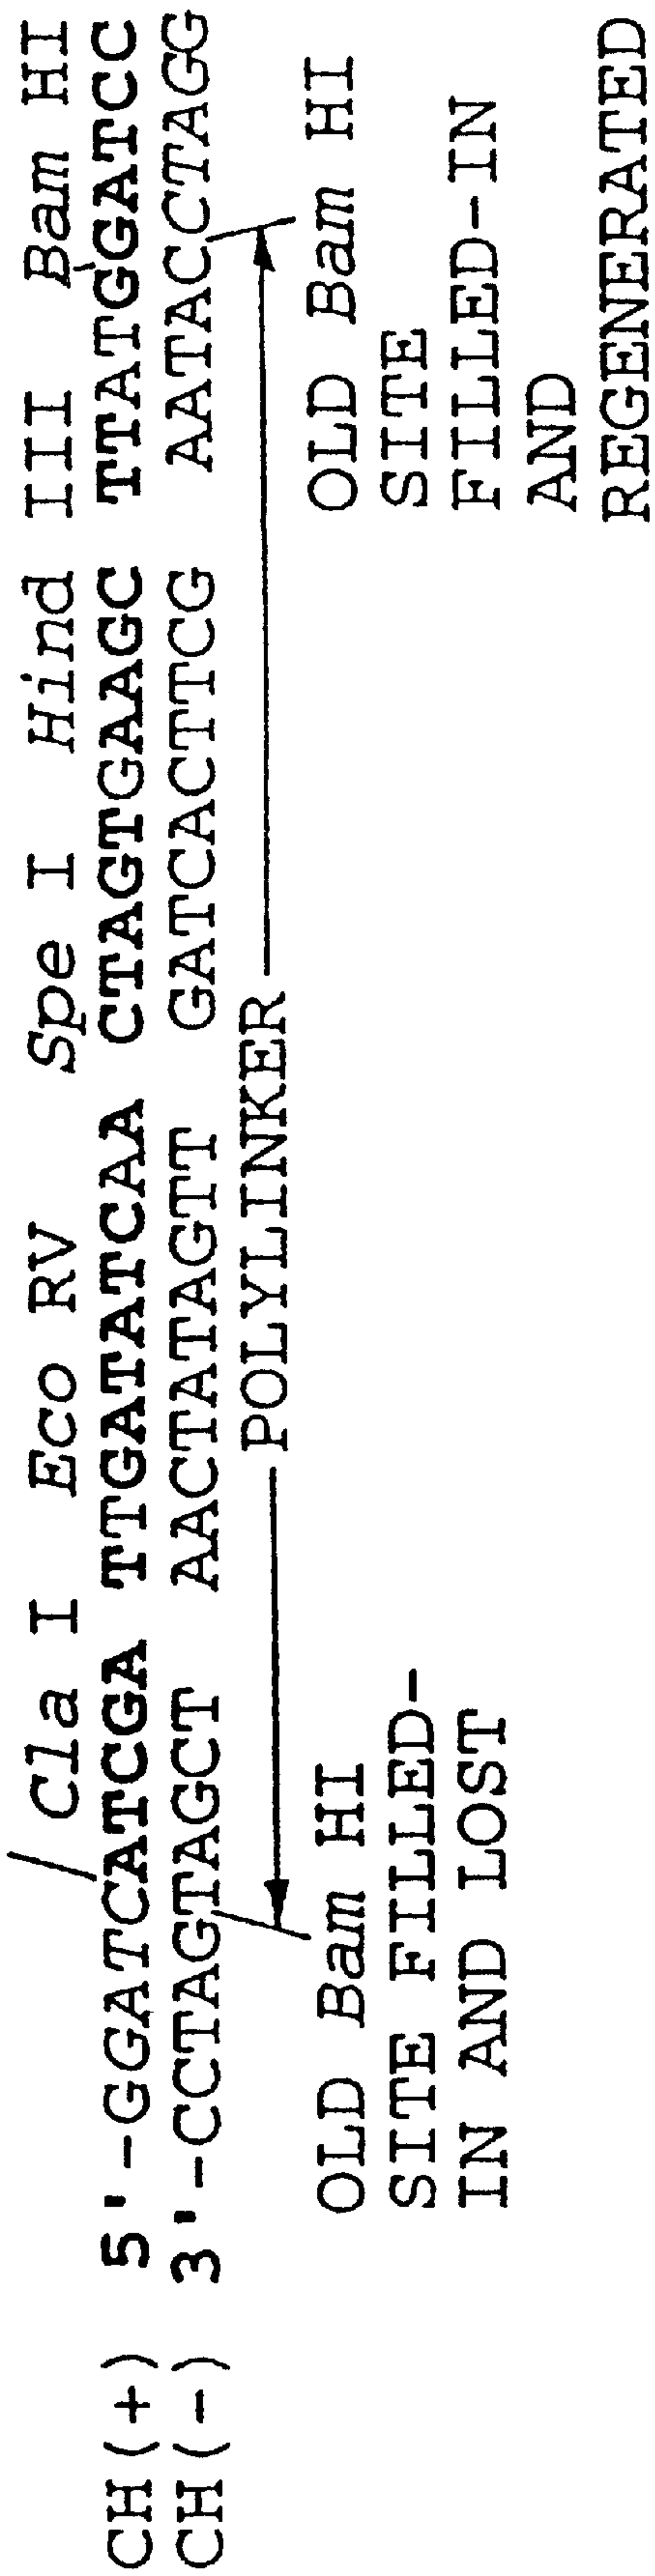 Cla I Eco RV Spe I Hind III Bam HI
CH(+) 5'-GGATCATCGA TTGATATCAA CTAGTGAAGC TTATGGATCC
CH(-) 3'-CCTAGTAGCT AACTATAGTT GATCACTTCG AATACCTAGG
POLYLINKER
OLD Bam HI
SITE FILLED-
IN AND LOST
OLD Bam HI
SITE
FILLED-IN
AND
REGENERATED